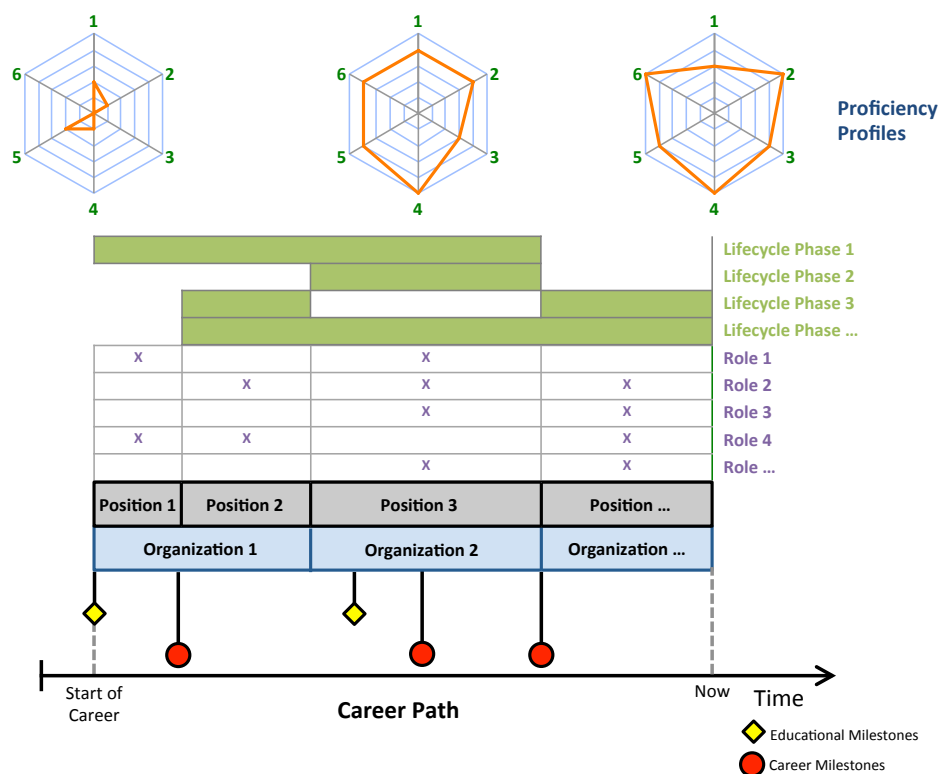 1
6
2
5
3
4
1
6
2
5
3
4
1
6
2
5
3
4
Proficiency
Profiles
Lifecycle Phase 1
Lifecycle Phase 2
Lifecycle Phase 3
Lifecycle Phase ...
X X Role 1
X X X Role 2
X X Role 3
X X X Role 4
X X Role ...
Position 1 Position 2 Position 3 Position ...
Organization 1 Organization 2 Organization ...
Start of
Career
Career Path
Now
Time
Educational Milestones
Career Milestones